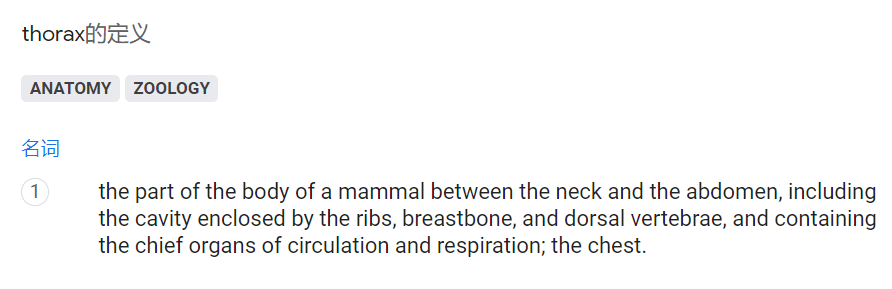 thorax的定义
ANATOMY ZOOLOGY
名词
1 the part of the body of a mammal between the neck and the abdomen, including
the cavity enclosed by the ribs, breastbone, and dorsal vertebrae, and containing
the chief organs of circulation and respiration; the chest.